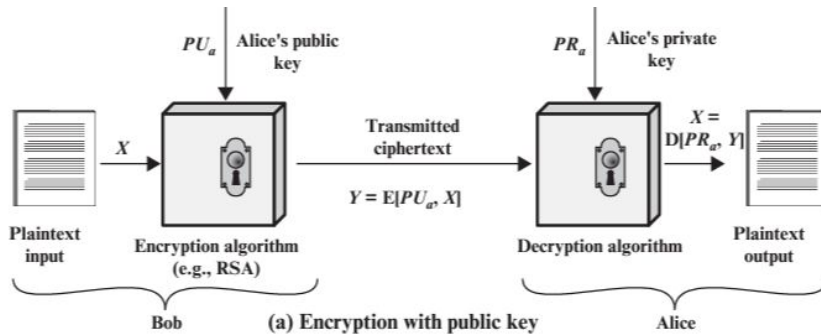 PUa
Alice's public
key
PRa
Alice's private
key
X
Transmitted
ciphertext
Y = E[PUa, X]
X =
D[PRa, Y]
Plaintext
input
Encryption algorithm
(e.g., RSA)
Decryption algorithm
Plaintext
output
Bob
(a) Encryption with public key
Alice